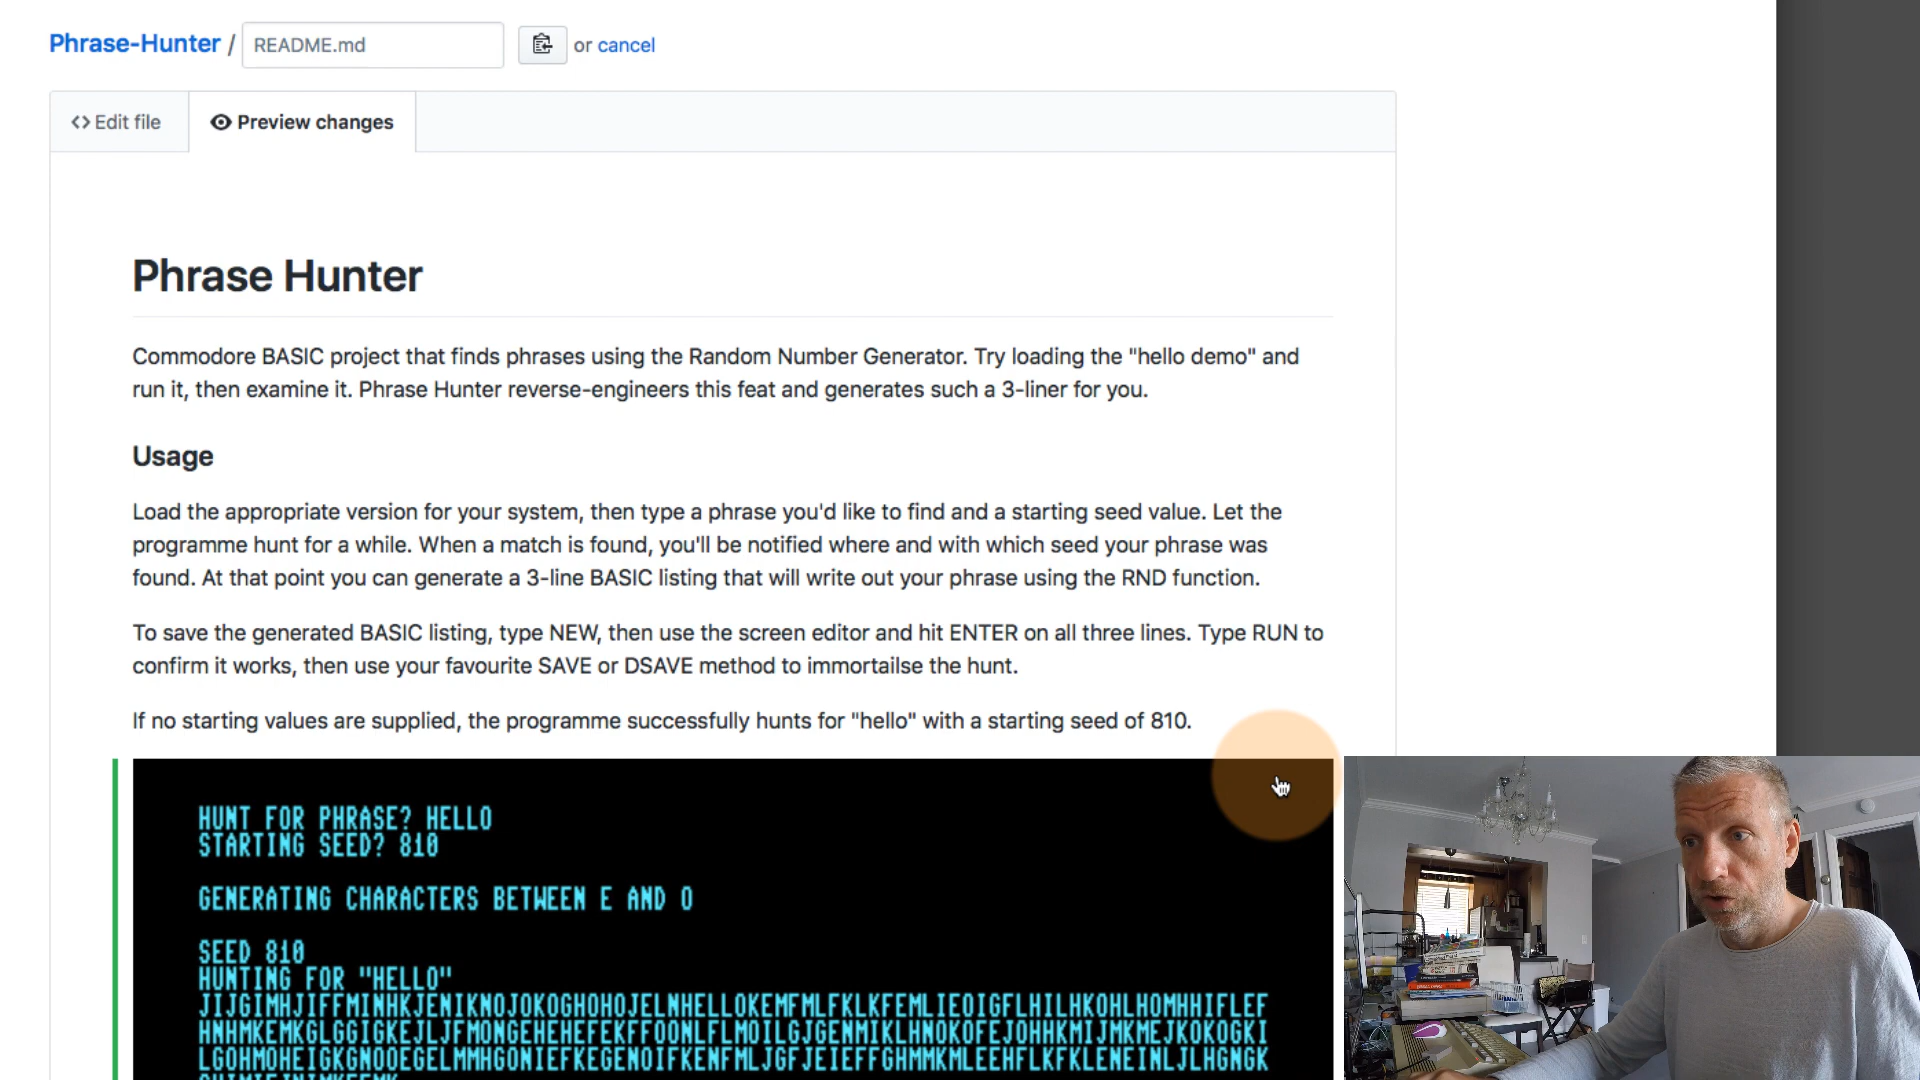 Phrase-Hunter / README.md or cancel
Edit file Preview changes
Phrase Hunter
Commodore BASIC project that finds phrases using the Random Number Generator. Try loading the "hello demo" and
run it, then examine it. Phrase Hunter reverse-engineers this feat and generates such a 3-liner for you.
Usage
Load the appropriate version for your system, then type a phrase you'd like to find and a starting seed value. Let the
programme hunt for a while. When a match is found, you'll be notified where and with which seed your phrase was
found. At that point you can generate a 3-line BASIC listing that will write out your phrase using the RND function.
To save the generated BASIC listing, type NEW, then use the screen editor and hit ENTER on all three lines. Type RUN to
confirm it works, then use your favourite SAVE or DSAVE method to immortailse the hunt.
If no starting values are supplied, the programme successfully hunts for "hello" with a starting seed of 810.
HUNT FOR PHRASE? HELLO
STARTING SEED? 810
GENERATING CHARACTERS BETWEEN E AND O
SEED 810
HUNTING FOR "HELLO"
JIJGIMHJIFFMINHKJENIKNOJOKOGHOHOJELNHELLOKEMFMLFKLKFEMLIEOIGFLHILHKOHLHOMHHIFLEF
HNHMKEMKGLGGIGKEJLJFMONGEHEHEFEKFFOONLFLMOILGJGENMIKLHNOKOFEJOHHKMIJMKMEJKOKOGKI
LGOHMOHEIGKGNOOEGELMMHGONIEFKEGENOIFKENFMLJGFJEIEFFGHMMKMLEEHFLKFKLENEINLJLHGNGK